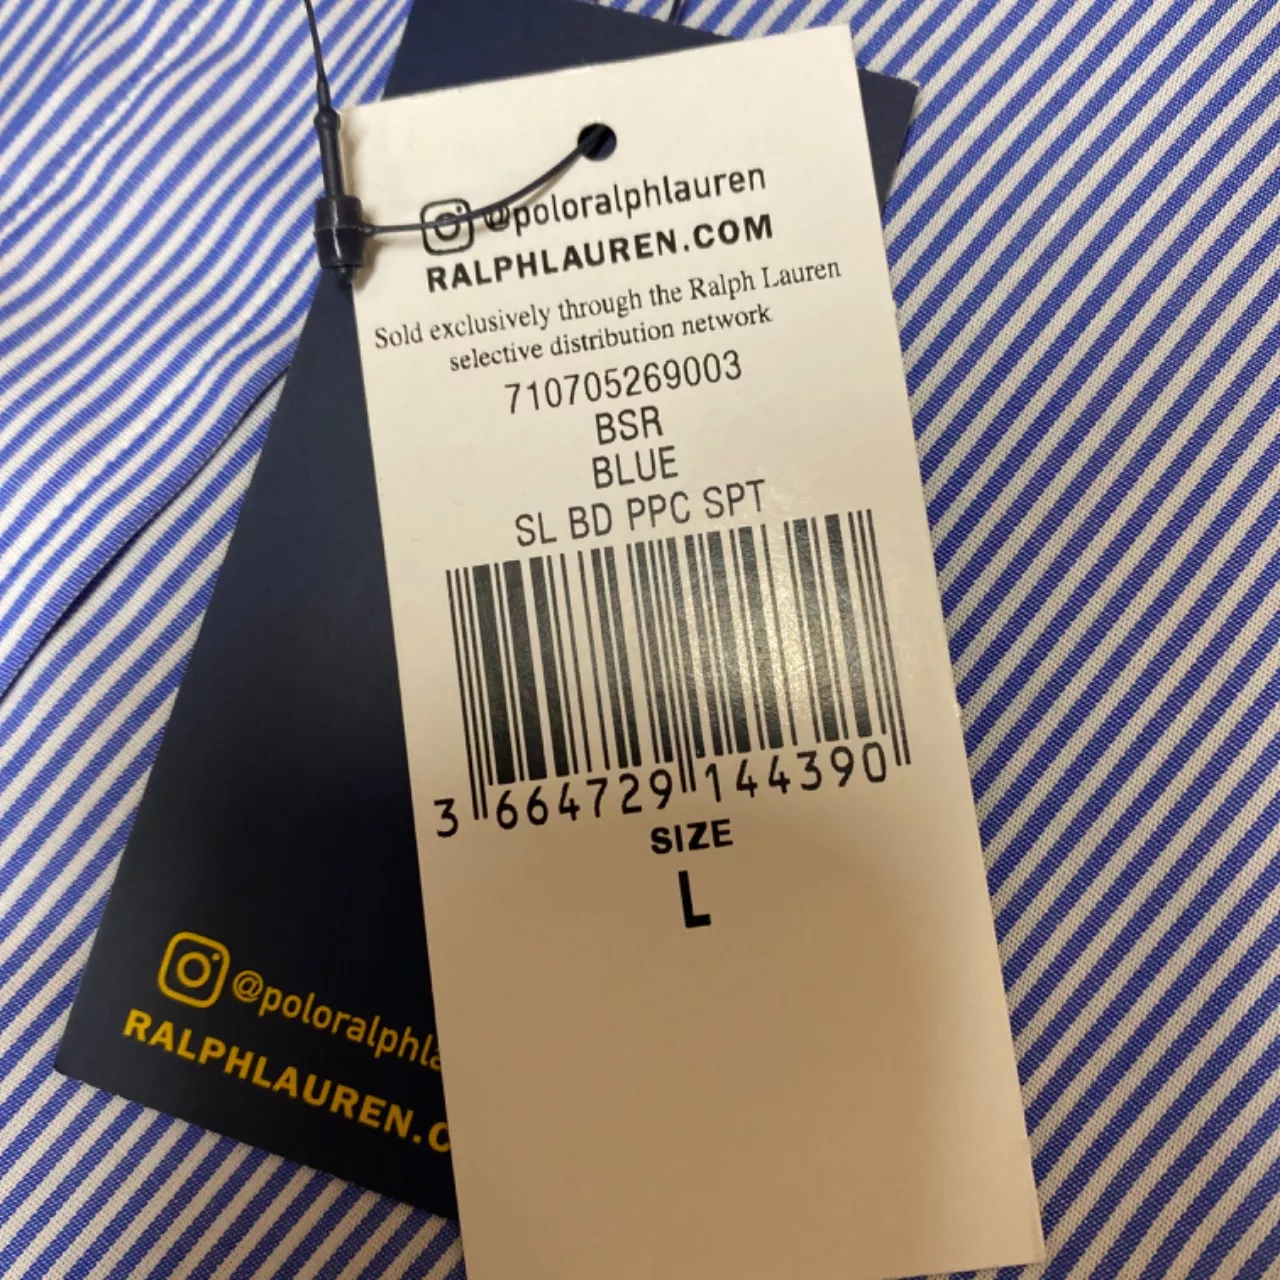 @poloralphlauren
RALPHLAUREN.COM
Sold exclusively through the Ralph Lauren
selective distribution network
710705269003
BSR
BLUE
SL BD PPC SPT
3 664729 144390
SIZE
L
@poloralphla
RALPHLAUREN.C